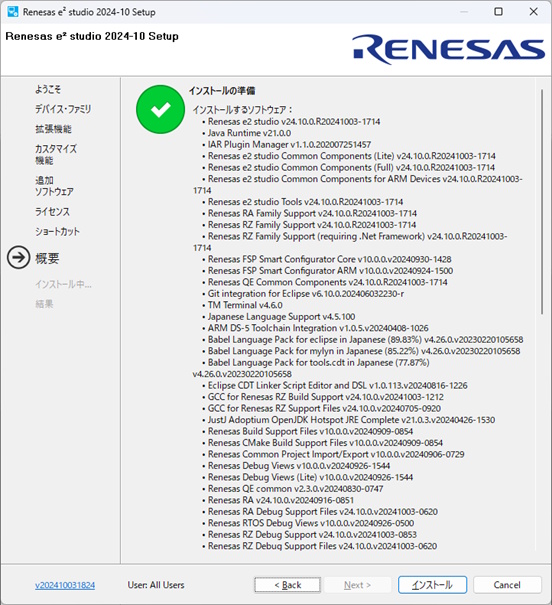 Renesas e² studio 2024-10 Setup
Renesas e² studio 2024-10 Setup
RENESAS
ようこそ
デバイス・ファミリ
拡張機能
カスタマイズ
機能
追加
ソフトウェア
ライセンス
ショートカット
概要
インストール中...
結果
インストールの準備
インストールするソフトウェア：
• Renesas e2 studio v24.10.0.R20241003-1714
• Java Runtime v21.0.0
• IAR Plugin Manager v1.1.0.202007251457
• Renesas e2 studio Common Components (Lite) v24.10.0.R20241003-1714
• Renesas e2 studio Common Components (Full) v24.10.0.R20241003-1714
• Renesas e2 studio Common Components for ARM Devices v24.10.0.R20241003-
1714
• Renesas e2 studio Tools v24.10.0.R20241003-1714
• Renesas RA Family Support v24.10.0.R20241003-1714
• Renesas RZ Family Support v24.10.0.R20241003-1714
• Renesas RZ Family Support (requiring .Net Framework) v24.10.0.R20241003-
1714
• Renesas FSP Smart Configurator Core v10.0.0.v20240930-1428
• Renesas FSP Smart Configurator ARM v10.0.0.v20240924-1500
• Renesas QE Components v24.10.0.R20241003-1714
• Git integration for Eclipse v6.10.0.202406032230-r
• TM Terminal v4.6.0
• Japanese Language Support v4.5.100
• ARM DS-5 Toolchain Integration v1.0.5.v20240408-1026
• Babel Language Pack for eclipse in Japanese (89.83%) v4.26.0.v20230220105658
• Babel Language Pack for mylyn in Japanese (85.22%) v4.26.0.v20230220105658
• Babel Language Pack for tools.cdt in Japanese (77.87%)
v4.26.0.v20230220105658
• Eclipse CDT Linker Script Editor and DSL v1.0.113.v20240816-1226
• GCC for Renesas RZ Build Support v24.10.0.v20241003-1212
• GCC for Renesas RZ Support Files v24.10.0.v20240705-0920
• JustJ Adoptium OpenJDK Hotspot JRE Complete v21.0.3.v20240426-1530
• Renesas Build Support Files v10.0.0.v20240909-0854
• Renesas CMake Build Support Files v10.0.0.v20240909-0854
• Renesas Common Project Import/Export v10.0.0.v20240906-0729
• Renesas Debug Views v10.0.0.v20240926-1544
• Renesas Debug Views (Lite) v10.0.0.v20240926-1544
• Renesas QE common v2.3.0.v20240830-0747
• Renesas RA v24.10.0.v20240916-0851
• Renesas RA Debug Support Files v24.10.0.v20241003-0620
• Renesas RTOS Debug Views v10.0.0.v20240926-0500
• Renesas RZ Debug Support v24.10.0.v20241003-0853
• Renesas RZ Debug Support Files v24.10.0.v20241003-0620
v202410031824
User: All Users
< Back
Next >
インストール
Cancel